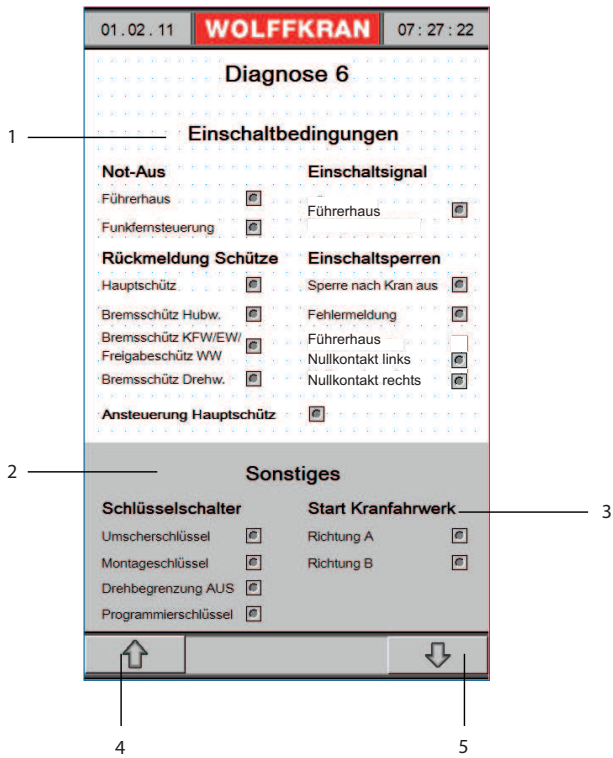 01.02.11 WOLFFKRAN 07:27:22
Diagnose 6
1
Einschaltbedingungen
Not-Aus
Führerhaus
Funkfernsteuerung
Einschaltsignal
Führerhaus
Rückmeldung Schütze
Hauptschütz
Bremsschütz Hubw.
Bremsschütz KFW/EW/
Freigabeschütz WW
Bremsschütz Drehw.
Einschaltsperren
Sperre nach Kran aus
Fehlermeldung
Führerhaus
Nullkontakt links
Nullkontakt rechts
Ansteuerung Hauptschütz
2
Sonstiges
Schlüsselschalter
Umscherschlüssel
Montageschlüssel
Drehbegrenzung AUS
Programmierschlüssel
Start Kranfahrwerk
3
Richtung A
Richtung B
4
5